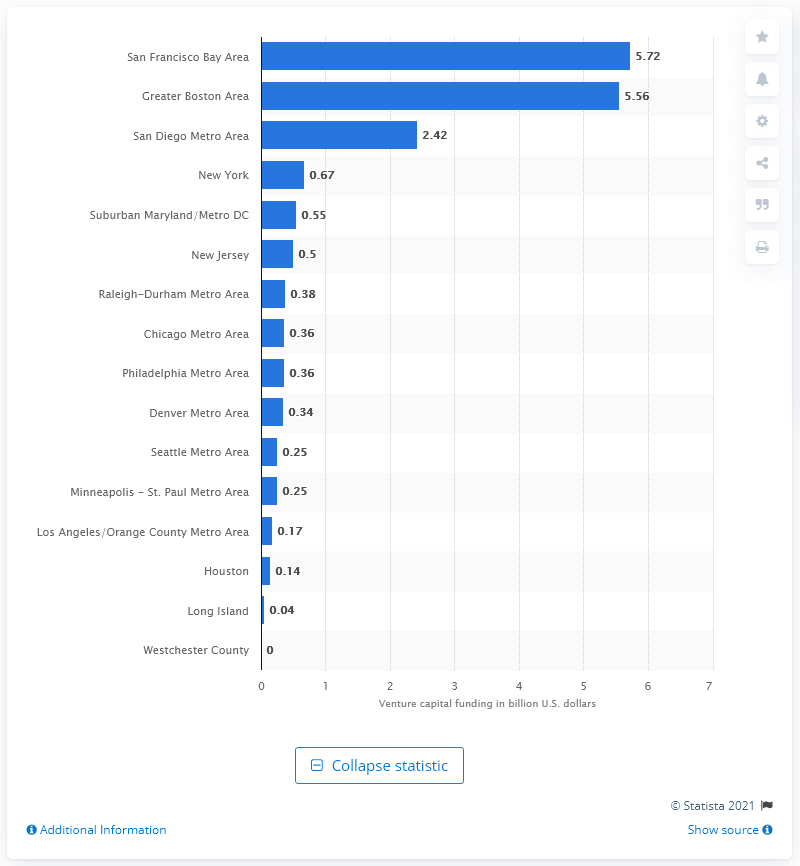 San Francisco Bay Area 5.72
Greater Boston Area 5.56
San Diego Metro Area 2.42
New York 0.67
Suburban Maryland/Metro DC 0.55
New Jersey 0.5
Raleigh-Durham Metro Area 0.38
Chicago Metro Area 0.36
Philadelphia Metro Area 0.36
Denver Metro Area 0.34
Seattle Metro Area 0.25
Minneapolis - St. Paul Metro Area 0.25
Los Angeles/Orange County Metro Area 0.17
Houston 0.14
Long Island 0.04
Westchester County 0
0 1 2 3 4 5 6 7
Venture capital funding in billion U.S. dollars
Collapse statistic
© Statista 2021
Additional Information Show source